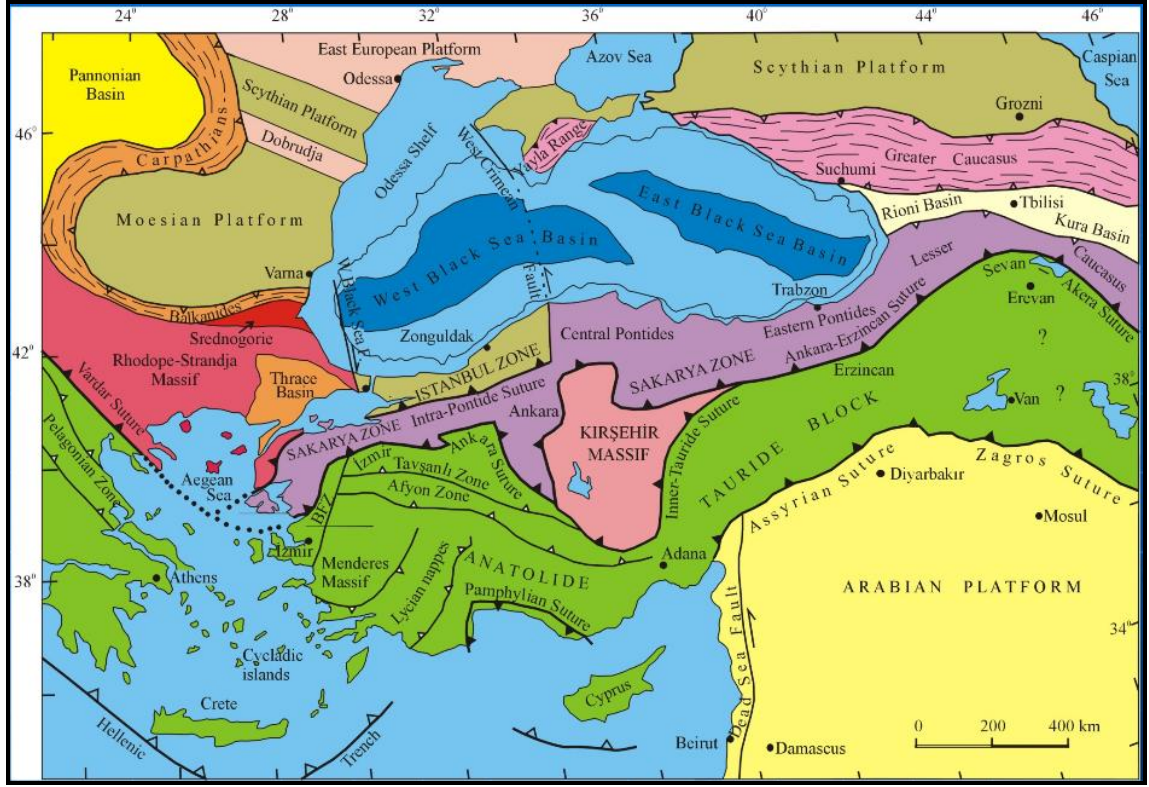 24° 28° 32° 36° 40° 44° 46°
East European Platform
Azov Sea
Caspian
Sea
Pannonian
Basin
Odessa
Scythian Platform
Scythian Platform
Grozni
46°
Dobrudja
Carpathians
Odessa Shelf
West Crimean
Fault
Yayla Range
Greater Caucasus
Suchumi
Moesian Platform
East Black Sea Basin
West Black Sea Basin
Rioni Basin
Tbilisi
Kura Basin
Varna
W.Black Sea F.
Balkanides
Srednogorie
Trabzon
Lesser
Caucasus
Sevan
Akera Suture
Erevan
Zonguldak
Central Pontides
Eastern Pontides
42°
Rhodope-Strandja
Massif
Thrace
Basin
ISTANBUL ZONE
SAKARYA ZONE
Ankara-Erzincan Suture
Erzincan
?
Vardar Suture
Intra-Pontide Suture
Ankara
38°
Pelagonian Zone
SAKARYA ZONE
KIRŞEHİR
MASSIF
TAURIDE BLOCK
Van
?
Aegean
Sea
İzmir
Ankara Suture
Tavşanlı Zone
Afyon Zone
Inner-Tauride Suture
Assyrian Suture
Zagros Suture
Diyarbakır
BFZ
Mosul
İzmir
Menderes
Massif
Lycian nappes
ANATOLIDE
Pamphylian Suture
Adana
38°
Athens
ARABIAN PLATFORM
34°
Dead Sea Fault
Cycladic
islands
Cyprus
Crete
Hellenic
Trench
Beirut
Damascus
0 200 400 km